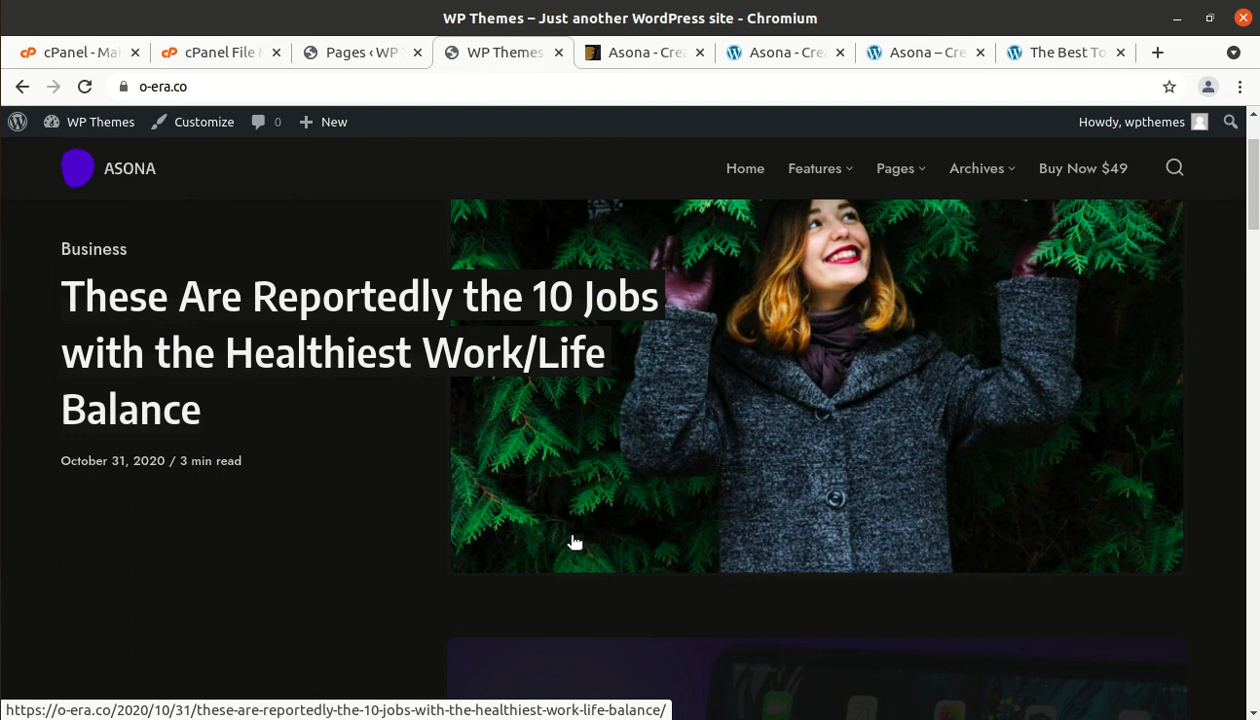 WP Themes – Just another WordPress site - Chromium
cPanel - Mai
cPanel File M
Pages ‹ WP T
WP Themes
Asona - Crea
Asona - Crea
Asona – Cre
The Best To
o-era.co
WP Themes
Customize
0
New
Howdy, wpthemes
ASONA
Home
Features
Pages
Archives
Buy Now $49
Business
These Are Reportedly the 10 Jobs
with the Healthiest Work/Life
Balance
October 31, 2020 / 3 min read
https://o-era.co/2020/10/31/these-are-reportedly-the-10-jobs-with-the-healthiest-work-life-balance/